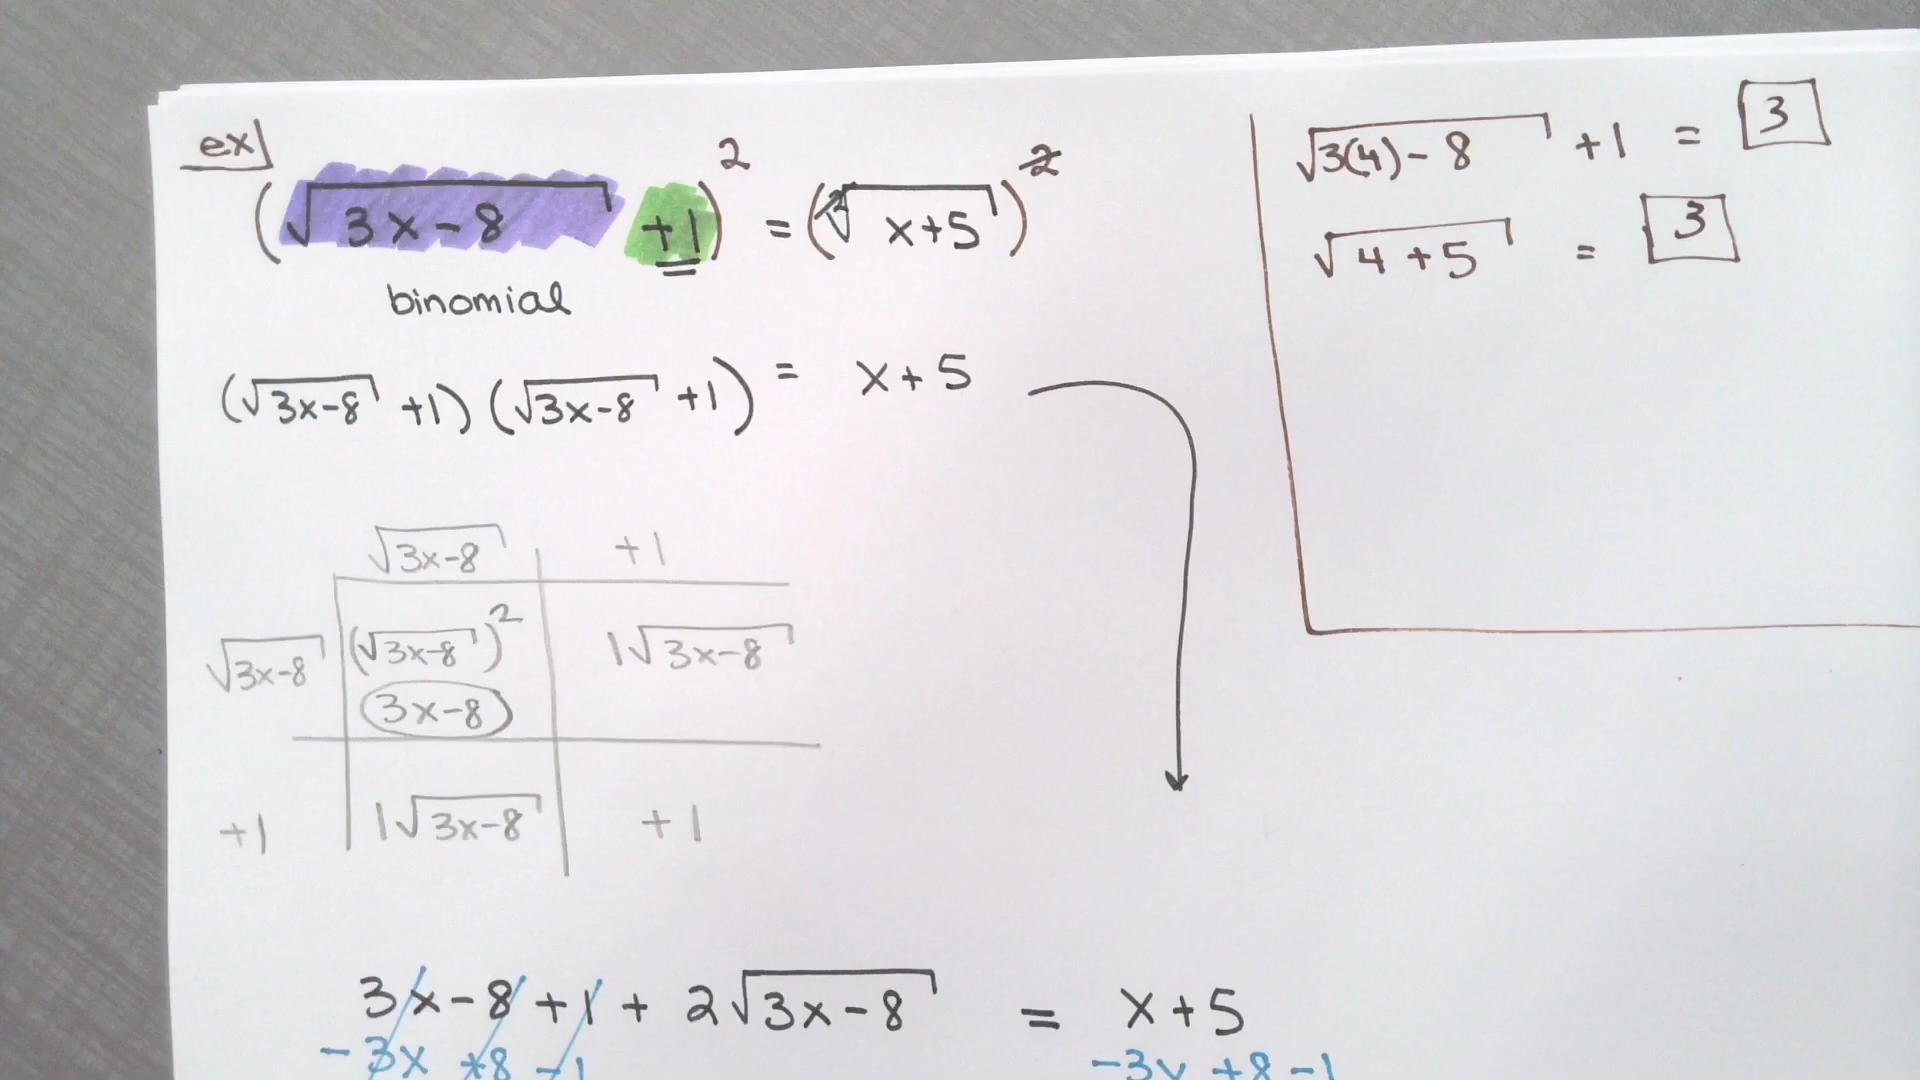 ex)
(√3x-8 +1)² = (²√x+5)²
binomial
(√3x-8 +1)(√3x-8 +1) = x+5
√3x-8 +1
√3x-8 (√3x-8)² 1√3x-8
3x-8
+1 1√3x-8 +1
3x-8+1+2√3x-8 = x+5
-3x +8 -1 -3x +8 -1
√3(4)-8 +1 = 3
√4+5 = 3